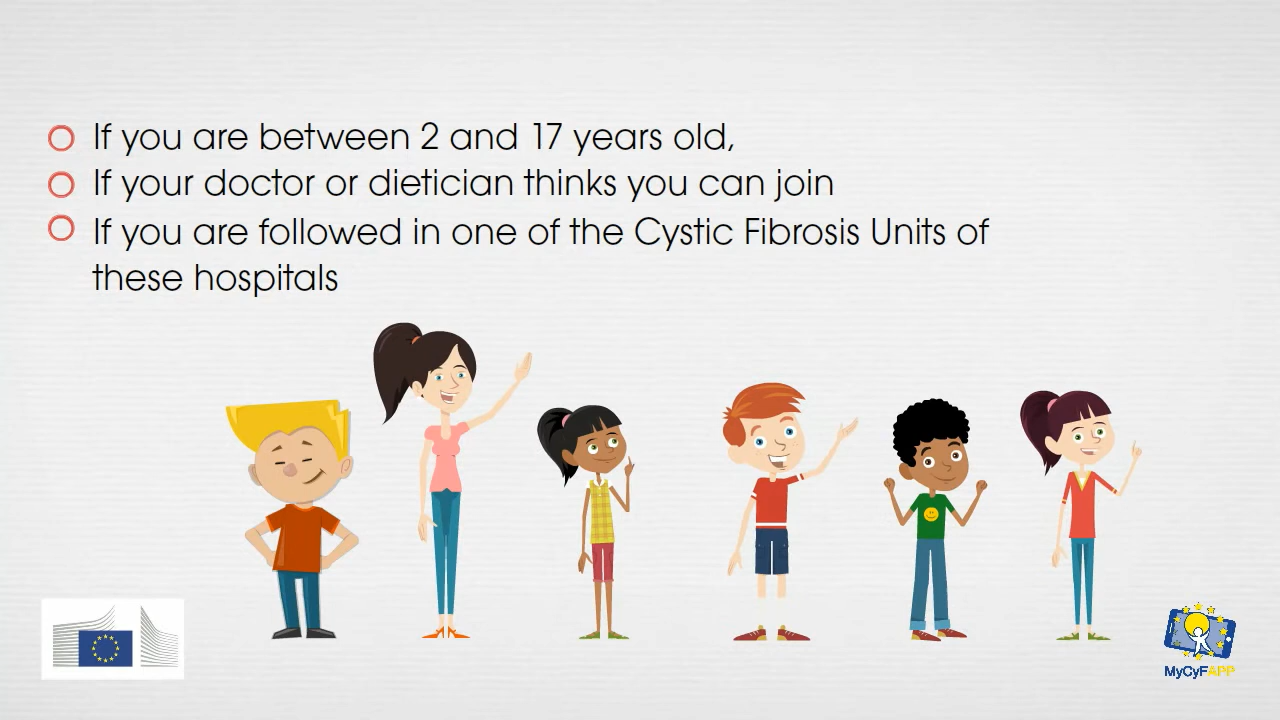 If you are between 2 and 17 years old,
If your doctor or dietician thinks you can join
If you are followed in one of the Cystic Fibrosis Units of
these hospitals
MyCyFAPP